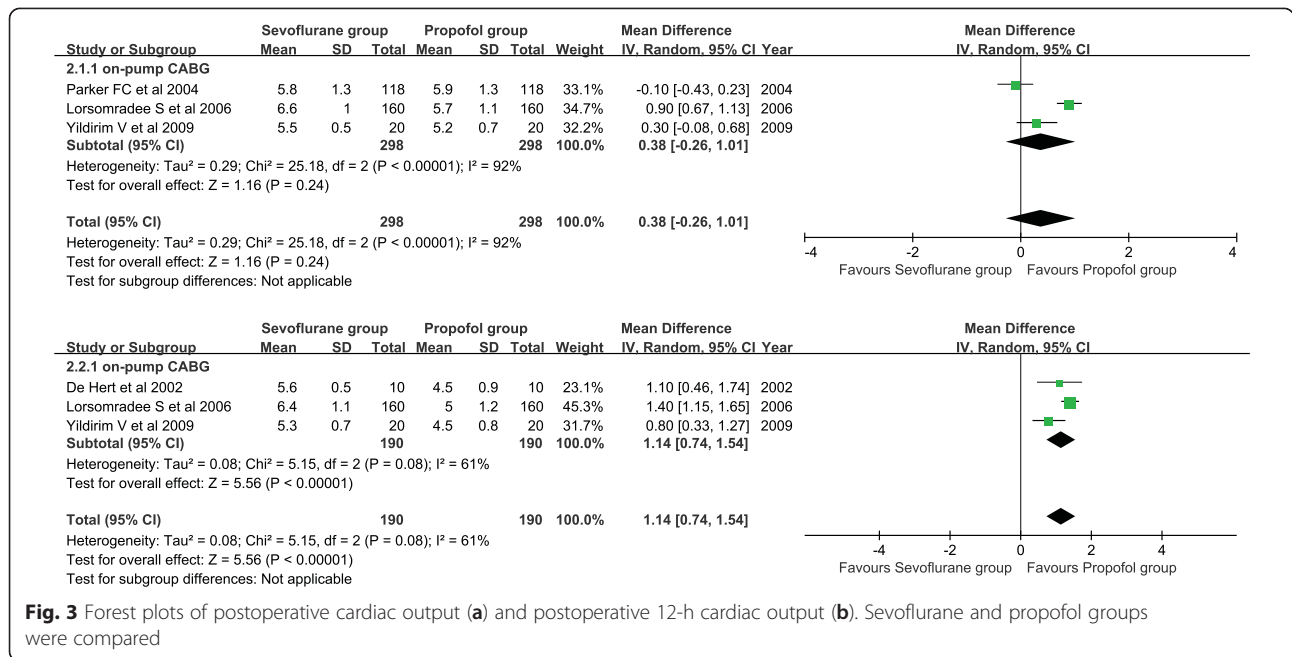 Sevoflurane group Propofol group Mean Difference Mean Difference
Study or Subgroup Mean SD Total Mean SD Total Weight IV, Random, 95% CI Year IV, Random, 95% CI
2.1.1 on-pump CABG
Parker FC et al 2004 5.8 1.3 118 5.9 1.3 118 33.1% -0.10 [-0.43, 0.23] 2004
Lorsomradee S et al 2006 6.6 1 160 5.7 1.1 160 34.7% 0.90 [0.67, 1.13] 2006
Yildirim V et al 2009 5.5 0.5 20 5.2 0.7 20 32.2% 0.30 [-0.08, 0.68] 2009
Subtotal (95% CI) 298 298 100.0% 0.38 [-0.26, 1.01]
Heterogeneity: Tau² = 0.29; Chi² = 25.18, df = 2 (P < 0.00001); I² = 92%
Test for overall effect: Z = 1.16 (P = 0.24)
Total (95% CI) 298 298 100.0% 0.38 [-0.26, 1.01]
Heterogeneity: Tau² = 0.29; Chi² = 25.18, df = 2 (P < 0.00001); I² = 92%
Test for overall effect: Z = 1.16 (P = 0.24)
Test for subgroup differences: Not applicable
-4 -2 0 2 4
Favours Sevoflurane group Favours Propofol group
Sevoflurane group Propofol group Mean Difference Mean Difference
Study or Subgroup Mean SD Total Mean SD Total Weight IV, Random, 95% CI Year IV, Random, 95% CI
2.2.1 on-pump CABG
De Hert et al 2002 5.6 0.5 10 4.5 0.9 10 23.1% 1.10 [0.46, 1.74] 2002
Lorsomradee S et al 2006 6.4 1.1 160 5 1.2 160 45.3% 1.40 [1.15, 1.65] 2006
Yildirim V et al 2009 5.3 0.7 20 4.5 0.8 20 31.7% 0.80 [0.33, 1.27] 2009
Subtotal (95% CI) 190 190 100.0% 1.14 [0.74, 1.54]
Heterogeneity: Tau² = 0.08; Chi² = 5.15, df = 2 (P = 0.08); I² = 61%
Test for overall effect: Z = 5.56 (P < 0.00001)
Total (95% CI) 190 190 100.0% 1.14 [0.74, 1.54]
Heterogeneity: Tau² = 0.08; Chi² = 5.15, df = 2 (P = 0.08); I² = 61%
Test for overall effect: Z = 5.56 (P < 0.00001)
Test for subgroup differences: Not applicable
-4 -2 0 2 4
Favours Sevoflurane group Favours Propofol group
Fig. 3 Forest plots of postoperative cardiac output (a) and postoperative 12-h cardiac output (b). Sevoflurane and propofol groups
were compared